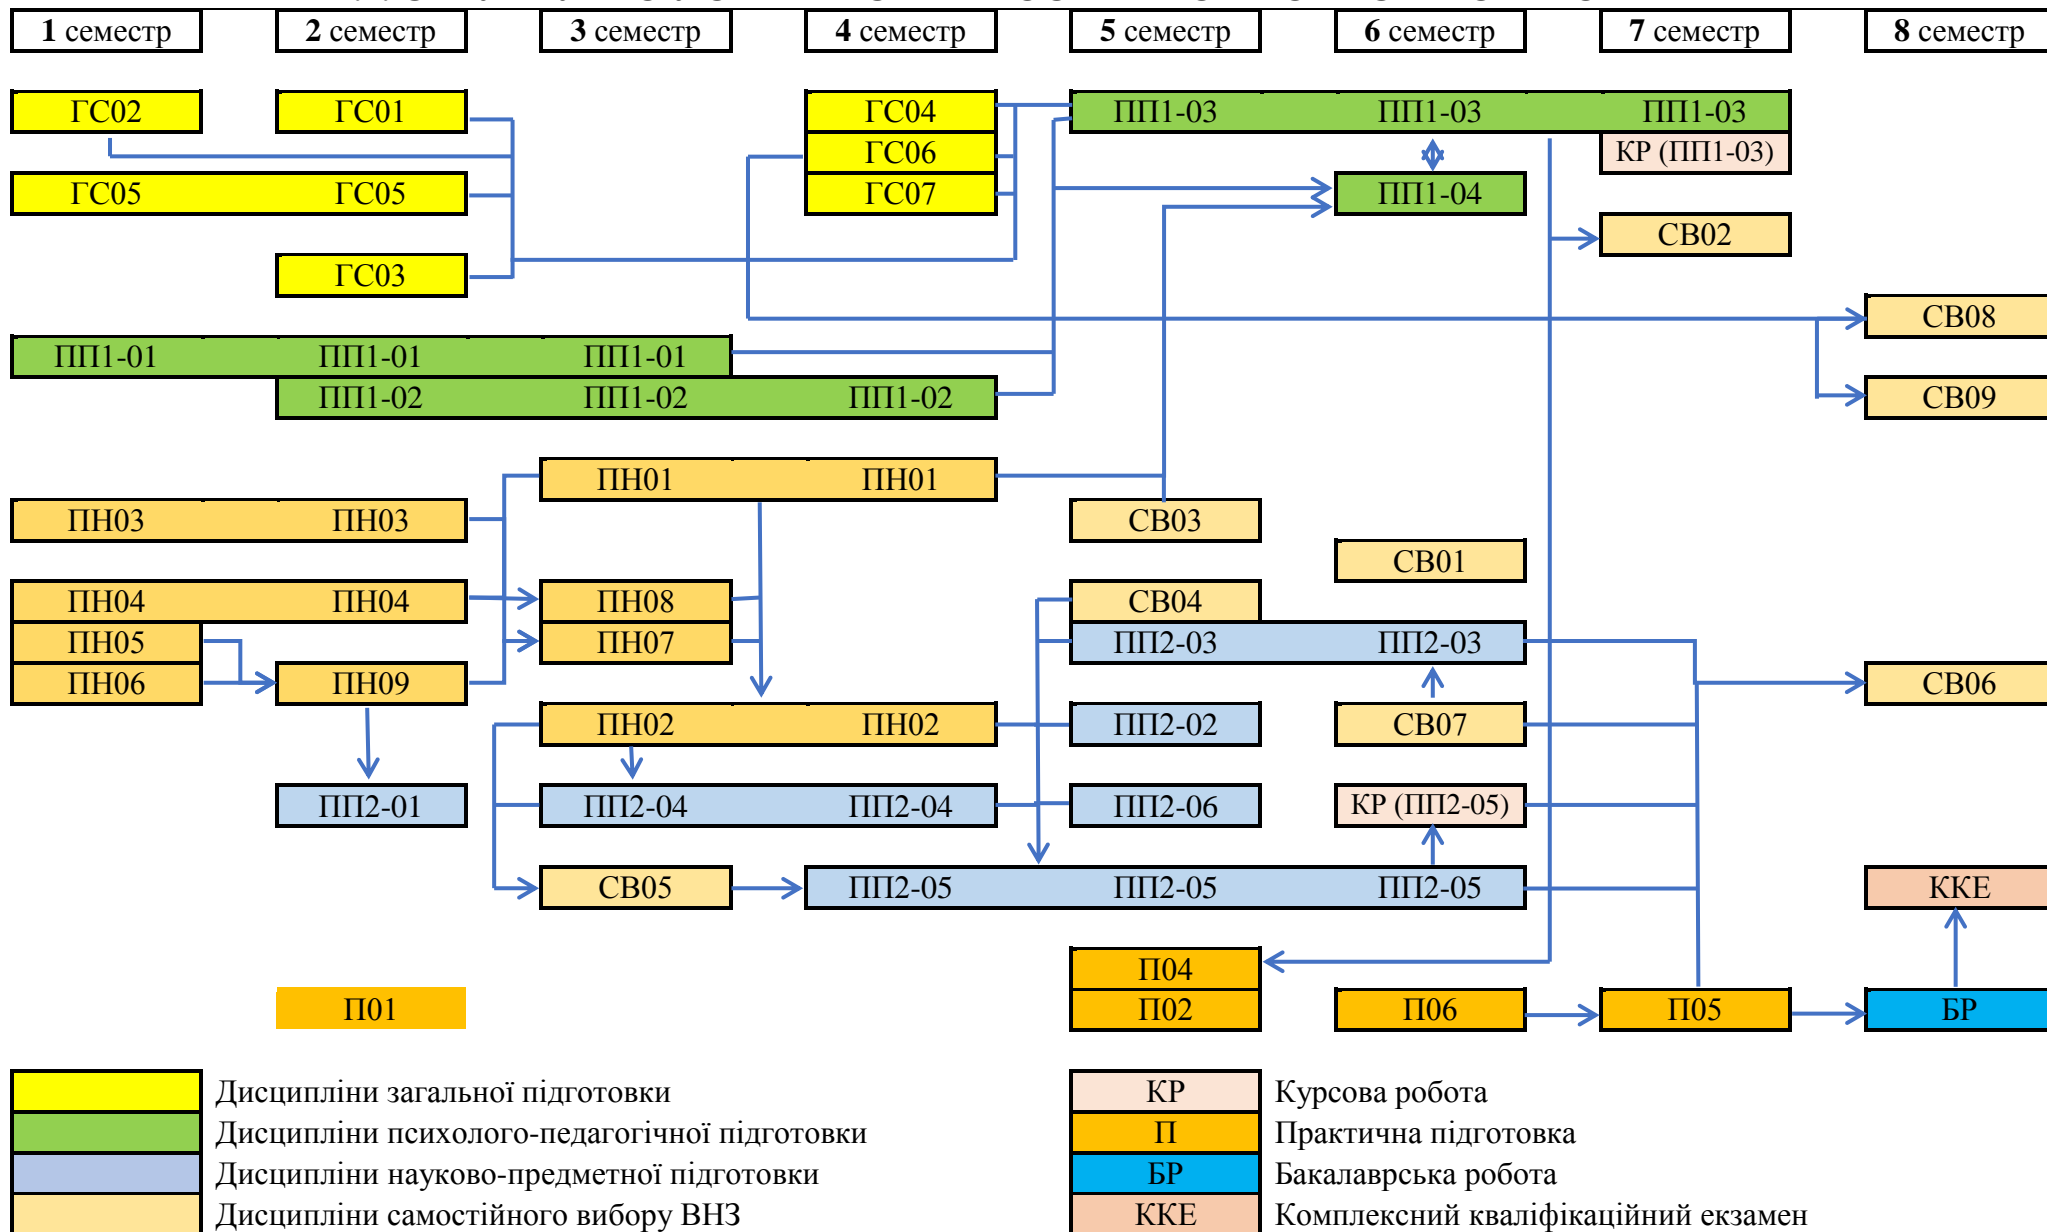 1 семестр 2 семестр 3 семестр 4 семестр 5 семестр 6 семестр 7 семестр 8 семестр
ГС02 ГС01 ГС04 ПП1-03 ПП1-03 ПП1-03
ГС06 КР (ПП1-03)
ГС05 ГС05 ГС07 ПП1-04
СВ02
ГС03
СВ08
ПП1-01 ПП1-01 ПП1-01
ПП1-02 ПП1-02 ПП1-02 СВ09
ПН01 ПН01
ПН03 ПН03 СВ03
СВ01
ПН04 ПН04 ПН08 СВ04
ПН05 ПН07 ПП2-03 ПП2-03
ПН06 ПН09 СВ06
ПН02 ПН02 ПП2-02 СВ07
ПП2-01 ПП2-04 ПП2-04 ПП2-06 КР (ПП2-05)
СВ05 ПП2-05 ПП2-05 ПП2-05 ККЕ
П04
П01 П02 П06 П05 БР
Дисципліни загальної підготовки КР Курсова робота
Дисципліни психолого-педагогічної підготовки П Практична підготовка
Дисципліни науково-предметної підготовки БР Бакалаврська робота
Дисципліни самостійного вибору ВНЗ ККЕ Комплексний кваліфікаційний екзамен